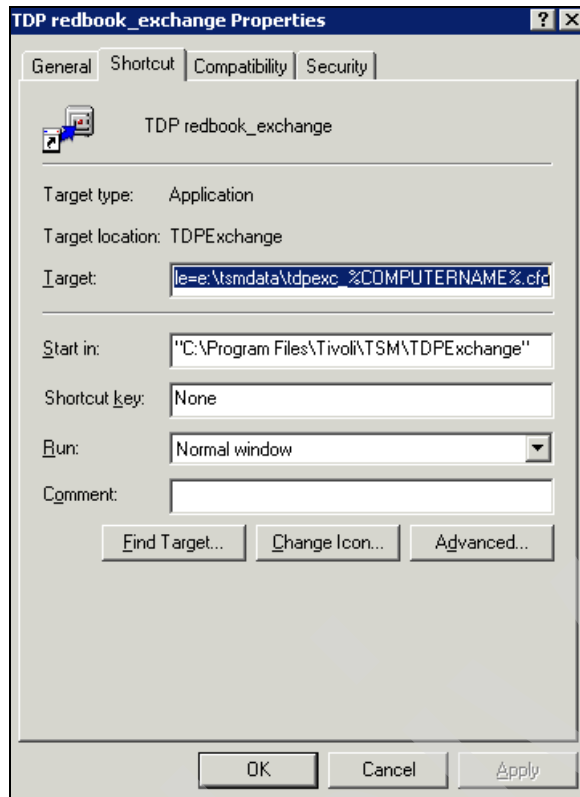 TDP redbook_exchange Properties
General Shortcut Compatibility Security
TDP redbook_exchange
Target type: Application
Target location: TDPExchange
Target: le=e:\tsmdata\tdpexc_%COMPUTERNAME%.cfg
Start in: "C:\Program Files\Tivoli\TSM\TDPExchange"
Shortcut key: None
Run: Normal window
Comment:
Find Target... Change Icon... Advanced...
OK Cancel Apply